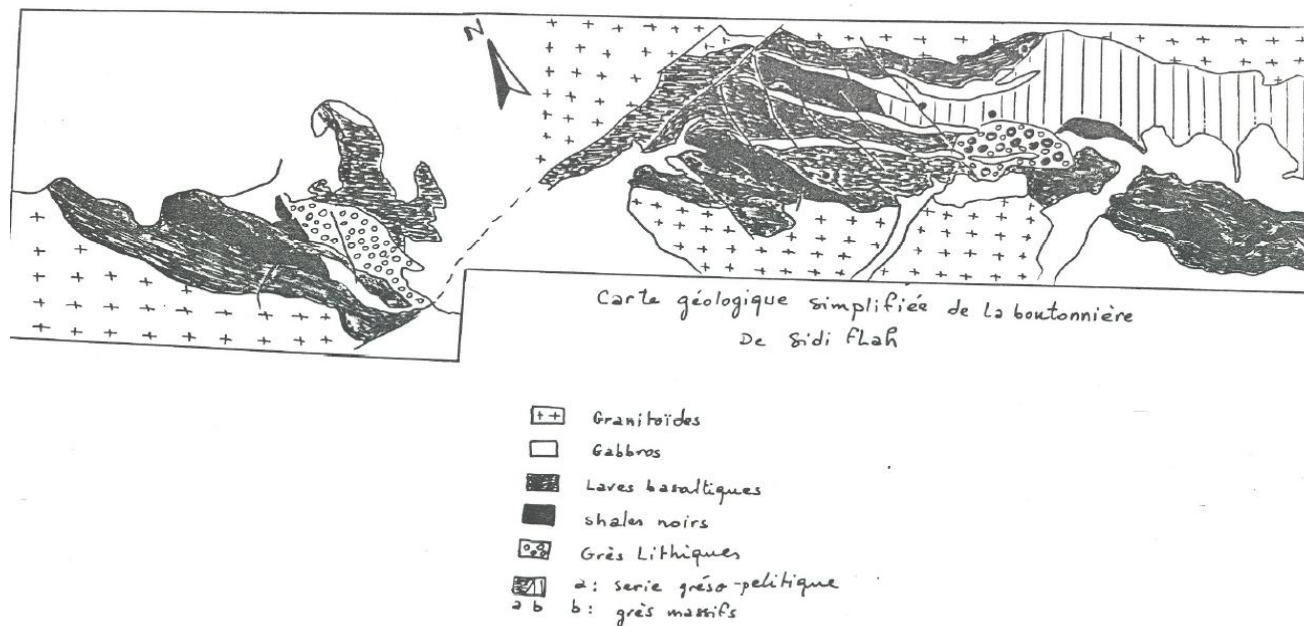 N
Carte géologique simplifiée de la boutonnière
De Sidi fLah
Granitoïdes
Gabbros
Laves basaltiques
shales noirs
Grès Lithiques
a: serie gréso-pelitique
a b b: grès massifs